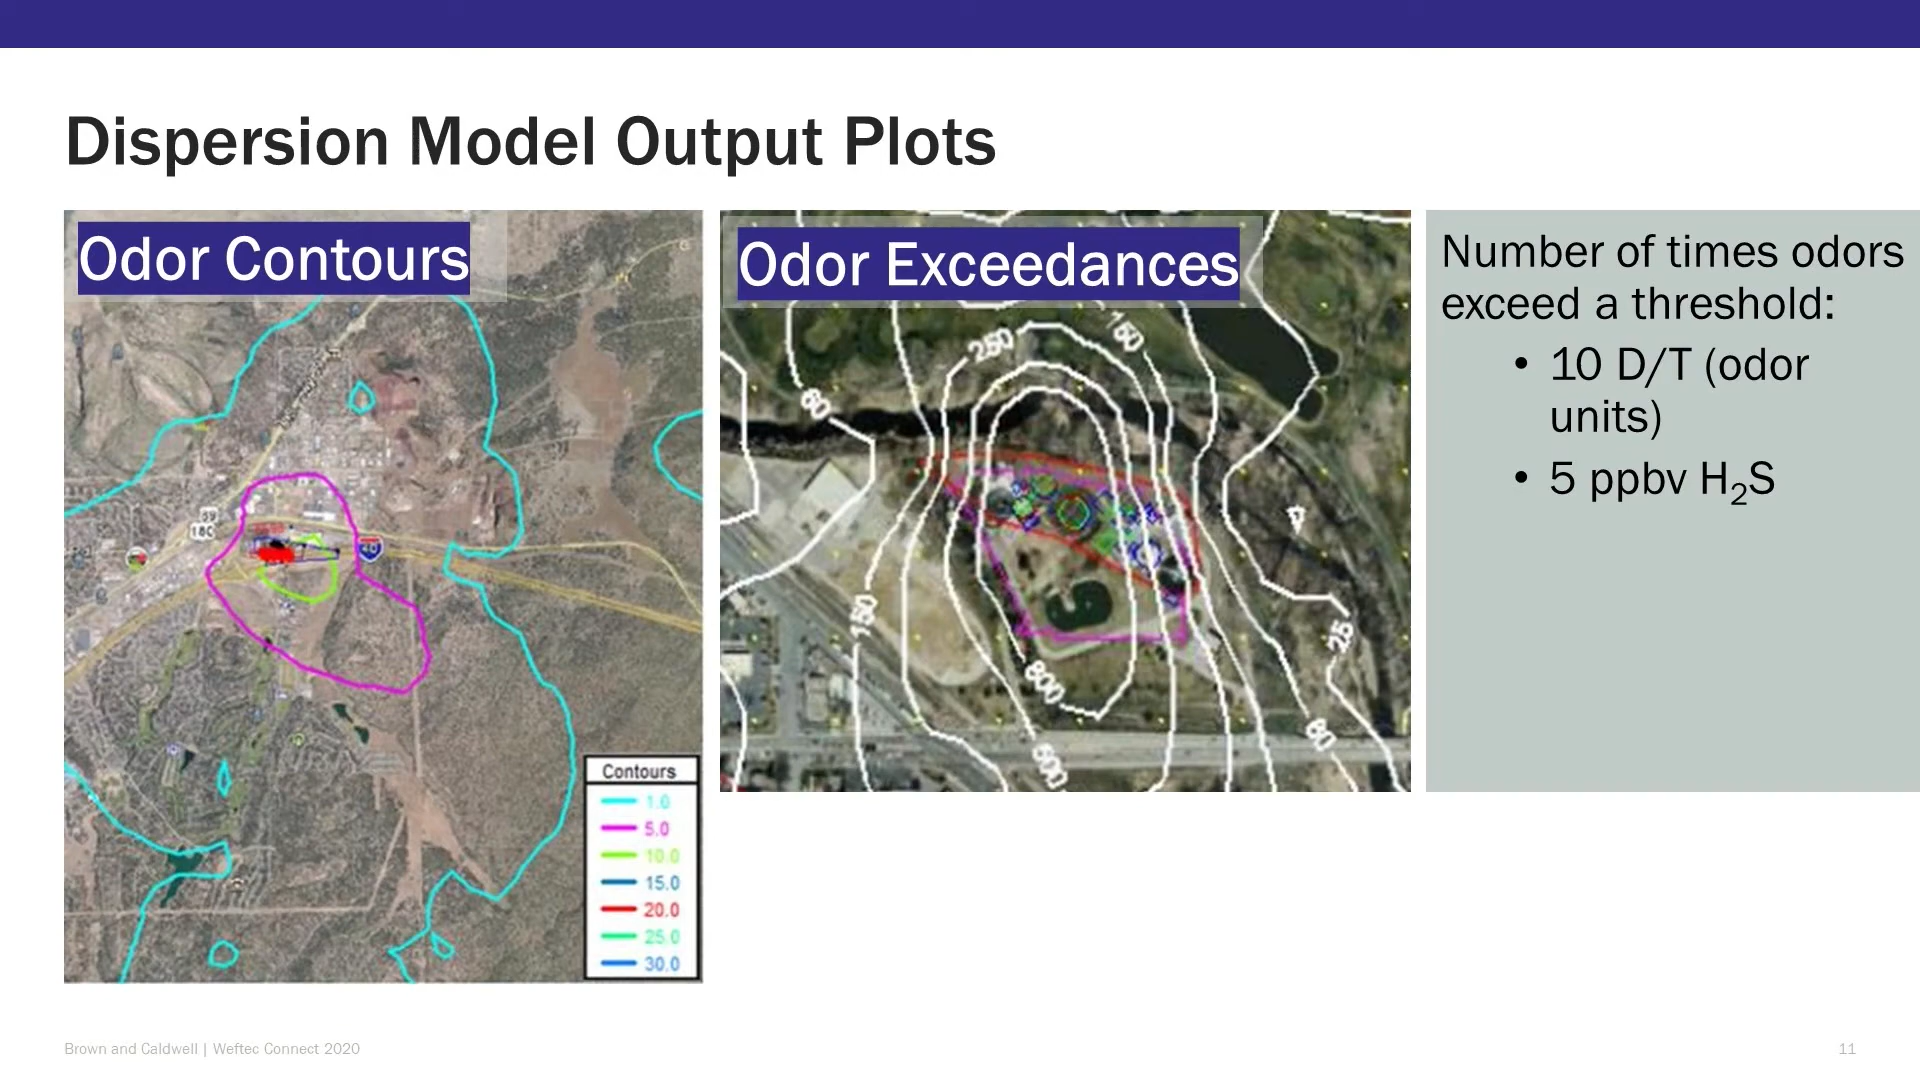 Dispersion Model Output Plots
Odor Contours
59
180
40
Contours
1.0
5.0
10.0
15.0
20.0
25.0
30.0
Odor Exceedances
250
150
80
150
25
800
600
80
Number of times odors
exceed a threshold:
• 10 D/T (odor
units)
• 5 ppbv H₂S
Brown and Caldwell | Weftec Connect 2020
11